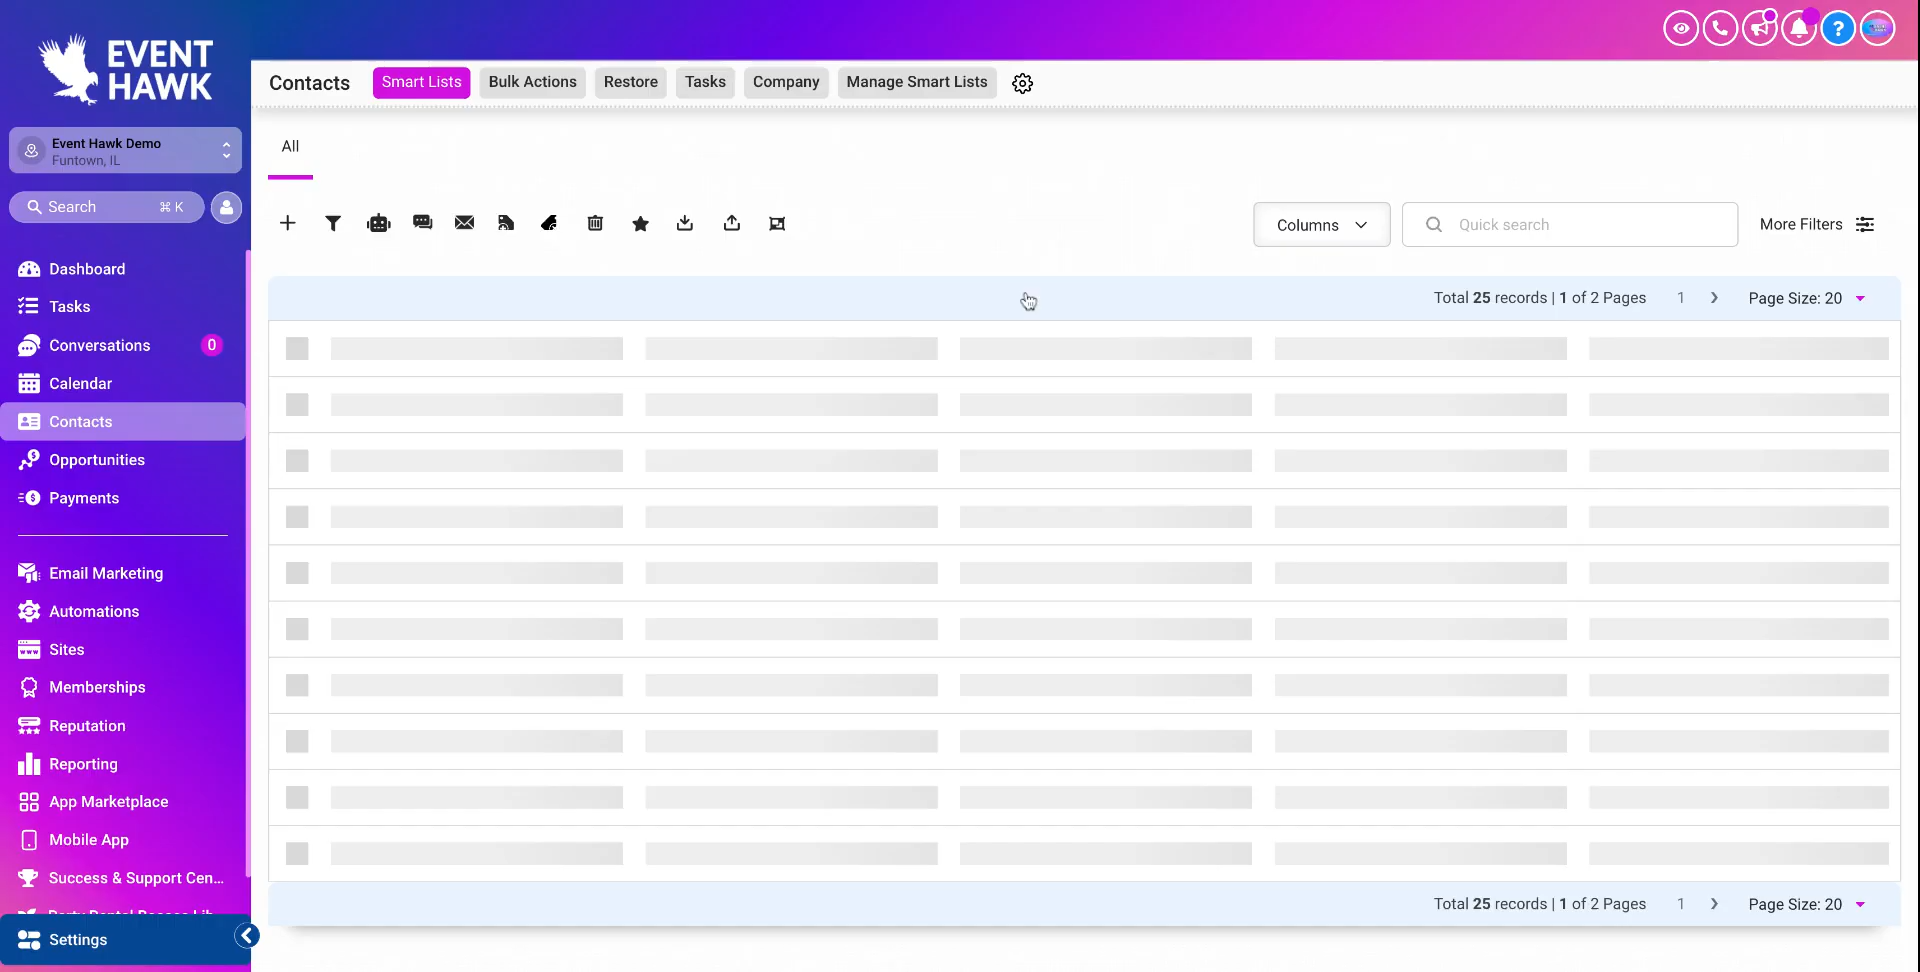 EVENT
HAWK
Event Hawk Demo
Funtown, IL
Search ⌘ K
Dashboard
Tasks
Conversations 0
Calendar
Contacts
Opportunities
Payments
Email Marketing
Automations
Sites
Memberships
Reputation
Reporting
App Marketplace
Mobile App
Success & Support Cen...
Settings
Contacts Smart Lists Bulk Actions Restore Tasks Company Manage Smart Lists
?
All
Columns Quick search More Filters
Total 25 records | 1 of 2 Pages 1 Page Size: 20
Total 25 records | 1 of 2 Pages 1 Page Size: 20